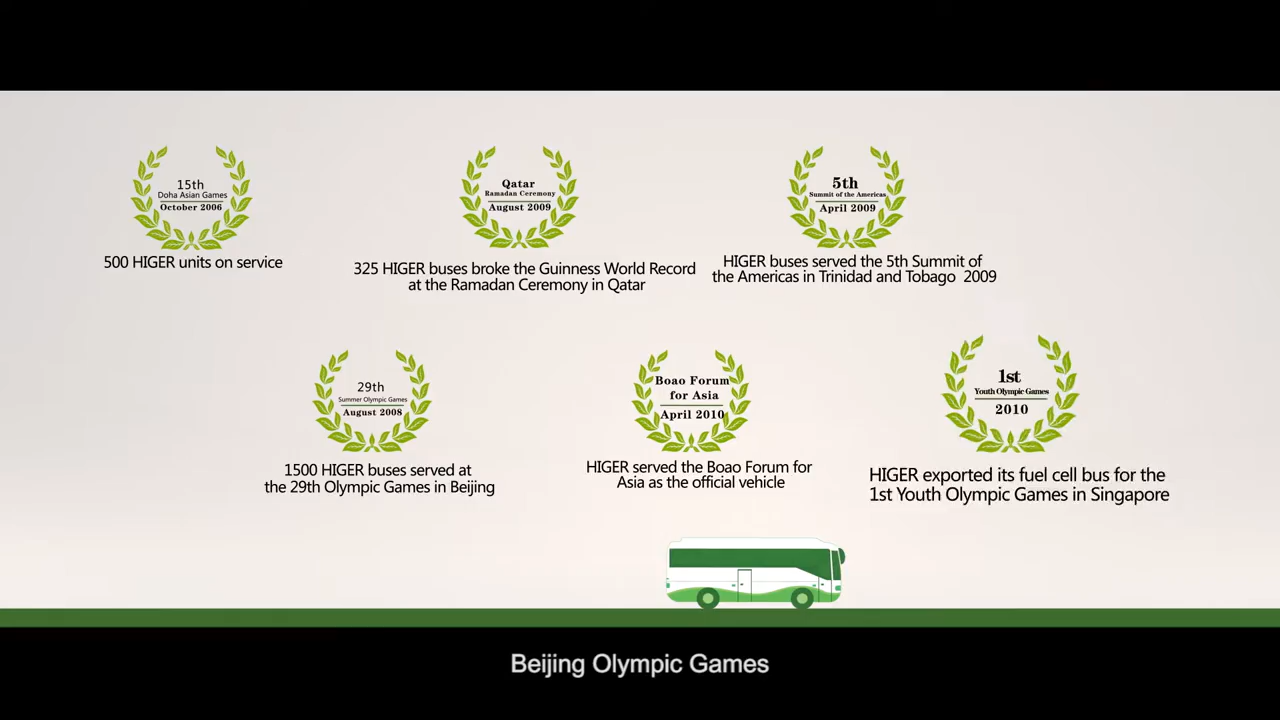 15th
Doha Asian Games
October 2006
500 HIGER units on service
Qatar
Ramadan Ceremony
August 2009
325 HIGER buses broke the Guinness World Record
at the Ramadan Ceremony in Qatar
5th
Summit of the Americas
April 2009
HIGER buses served the 5th Summit of
the Americas in Trinidad and Tobago 2009
29th
Summer Olympic Games
August 2008
1500 HIGER buses served at
the 29th Olympic Games in Beijing
Boao Forum
for Asia
April 2010
HIGER served the Boao Forum for
Asia as the official vehicle
1st
Youth Olympic Games
2010
HIGER exported its fuel cell bus for the
1st Youth Olympic Games in Singapore
Beijing Olympic Games